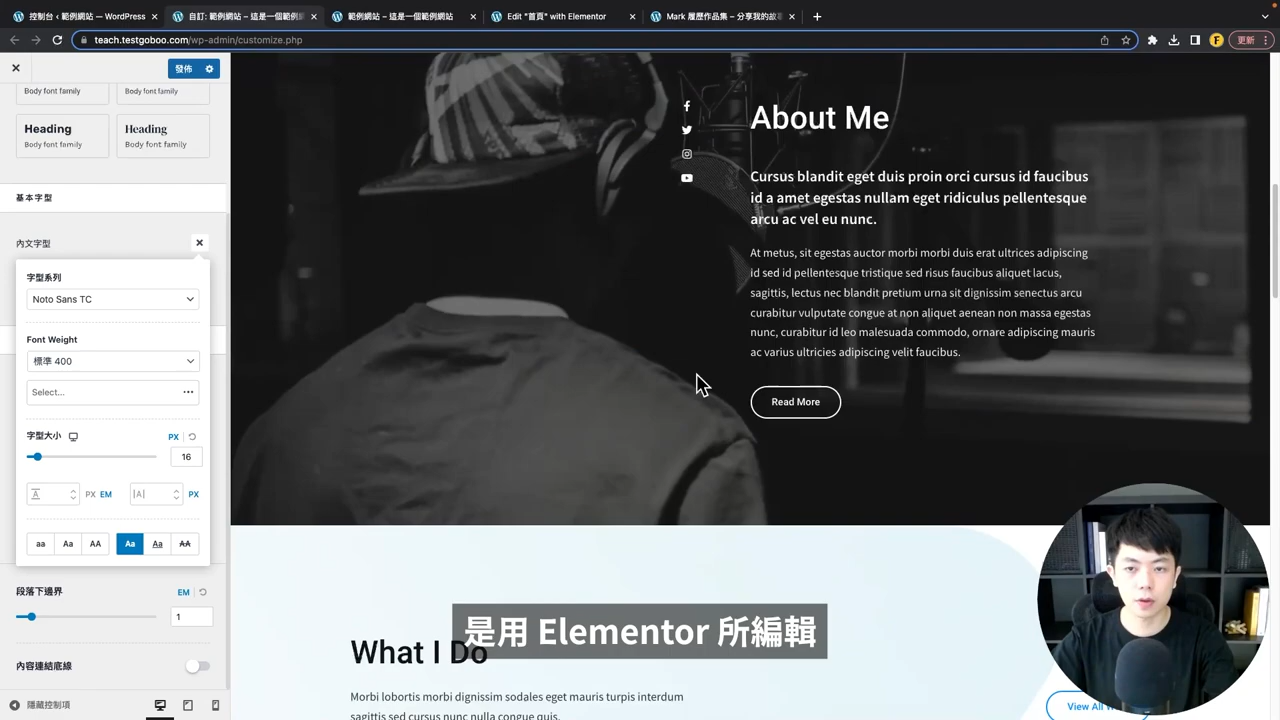 控制台 ‹ 範例網站 — WordPress
自訂: 範例網站 – 這是一個範例網
範例網站 – 這是一個範例網站
Edit "首頁" with Elementor
Mark 履歷作品集 – 分享我的故事
teach.testgoboo.com/wp-admin/customize.php
F
更新
發佈
Body font family
Body font family
Heading
Body font family
Heading
Body font family
基本字型
內文字型
字型系列
Noto Sans TC
Font Weight
標準 400
Select...
字型大小
PX
16
A
PX EM
|A|
PX
aa
Aa
AA
Aa
Aa
AA
段落下邊界
EM
1
內容連結底線
隱藏控制項
About Me
Cursus blandit eget duis proin orci cursus id faucibus
id a amet egestas nullam eget ridiculus pellentesque
arcu ac vel eu nunc.
At metus, sit egestas auctor morbi morbi duis erat ultrices adipiscing
id sed id pellentesque tristique sed risus faucibus aliquet lacus,
sagittis, lectus nec blandit pretium urna sit dignissim senectus arcu
curabitur vulputate congue at non aliquet aenean non massa egestas
nunc, curabitur id leo malesuada commodo, ornare adipiscing mauris
ac varius ultricies adipiscing velit faucibus.
Read More
是用 Elementor 所編輯
What I Do
Morbi lobortis morbi dignissim sodales eget mauris turpis interdum
sagittis sed cursus nunc nulla congue quis.
View All